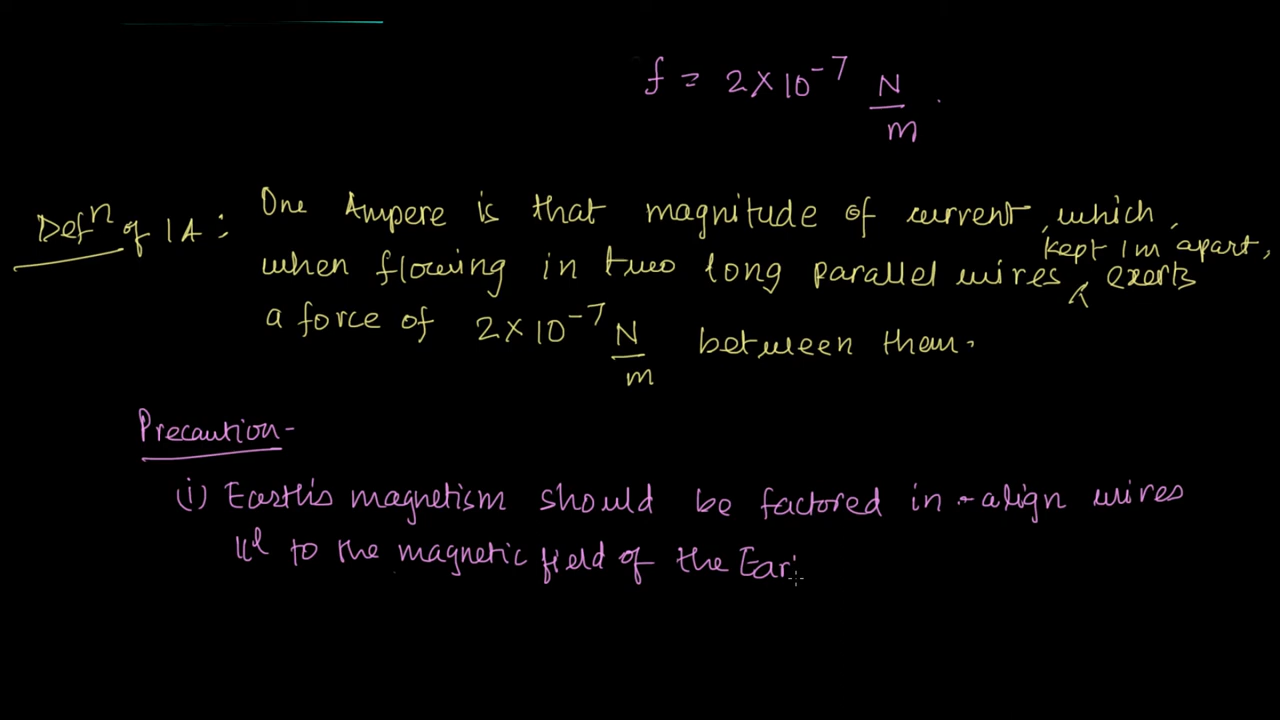 f = 2 × 10⁻⁷ N/m
Defⁿ of 1A : One Ampere is that magnitude of current, which,
when flowing in two long parallel wires ‸ kept 1m apart, exerts
a force of 2 × 10⁻⁷ N/m between them.
Precaution -
(i) Earth's magnetism should be factored in - align wires
||ˡ to the magnetic field of the Ear